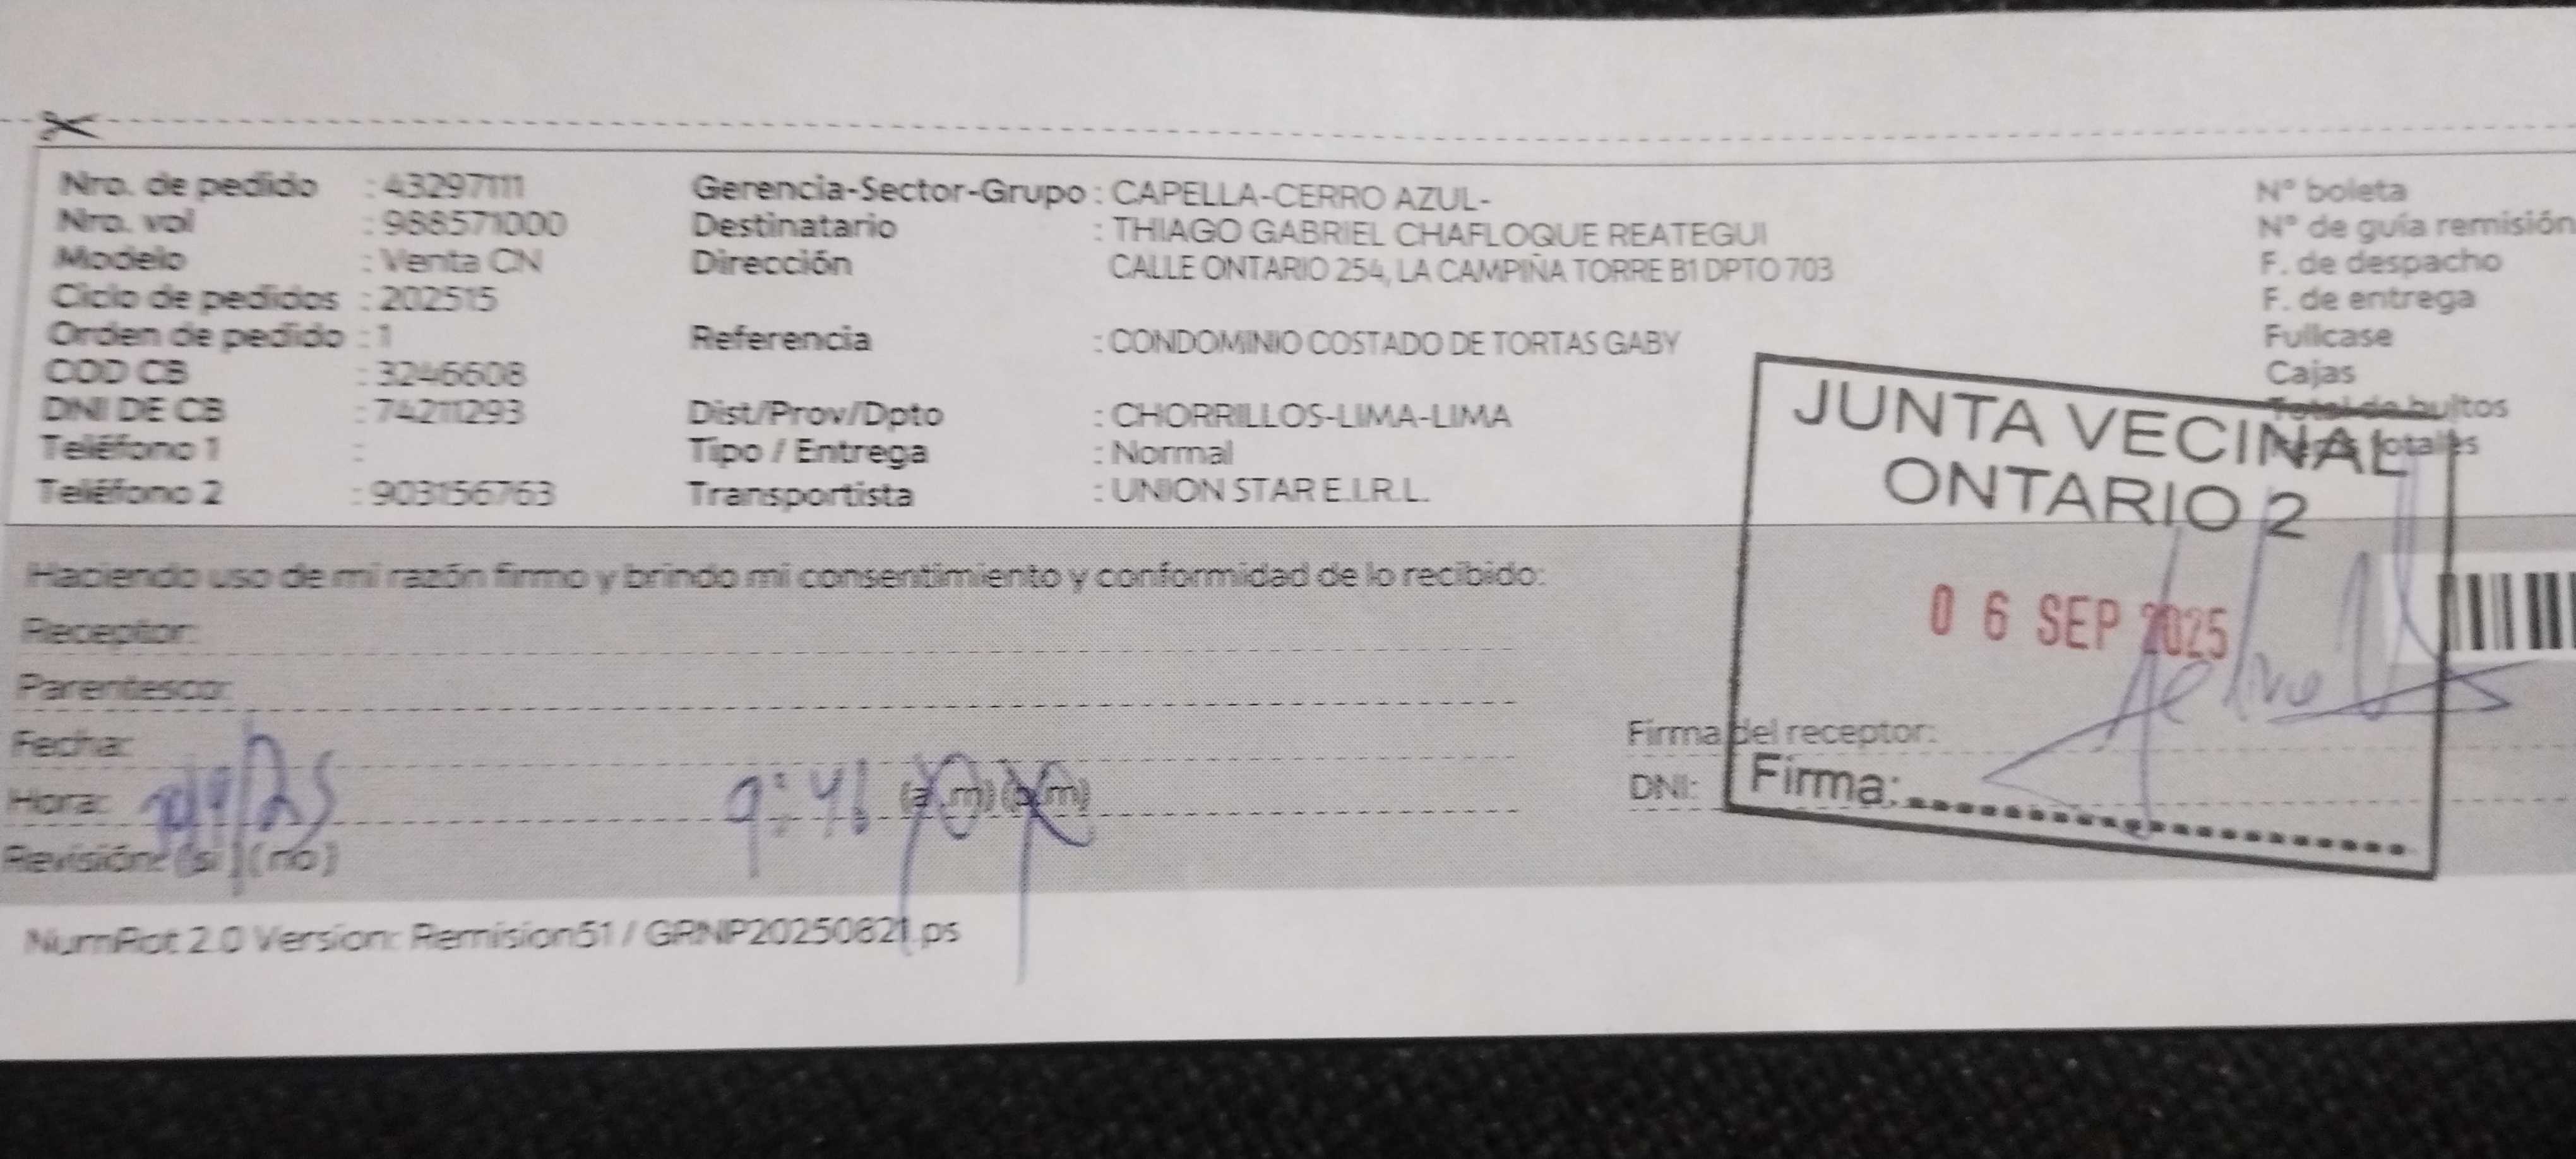 Nro. de pedido : 43297111
Nro. vol : 988571000
Modelo : Venta CN
Ciclo de pedidos : 202515
Orden de pedido : 1
COD CB : 3246608
DNI DE CB : 74211293
Teléfono 1 :
Teléfono 2 : 903156763
Gerencia-Sector-Grupo : CAPELLA-CERRO AZUL-
Destinatario : THIAGO GABRIEL CHAFLOQUE REATEGUI
Dirección CALLE ONTARIO 254, LA CAMPIÑA TORRE B1 DPTO 703
Referencia : CONDOMINIO COSTADO DE TORTAS GABY
Dist/Prov/Dpto : CHORRILLOS-LIMA-LIMA
Tipo / Entrega : Normal
Transportista : UNION STAR E.I.R.L.
N° boleta
N° de guía remisión
F. de despacho
F. de entrega
Fullcase
Cajas
Total de bultos
totales
JUNTA VECINAL
ONTARIO 2
06 SEP 2025
Firma:
Haciendo uso de mi razón firmo y brindo mi consentimiento y conformidad de lo recibido:
Receptor:
Parentesco:
Fecha:
Hora: 9:46 (a.m) (p.m)
Revisión: (si) (no)
Firma del receptor:
DNI:
NumRot 2.0 Version: Remision51 / GRNP20250821.ps